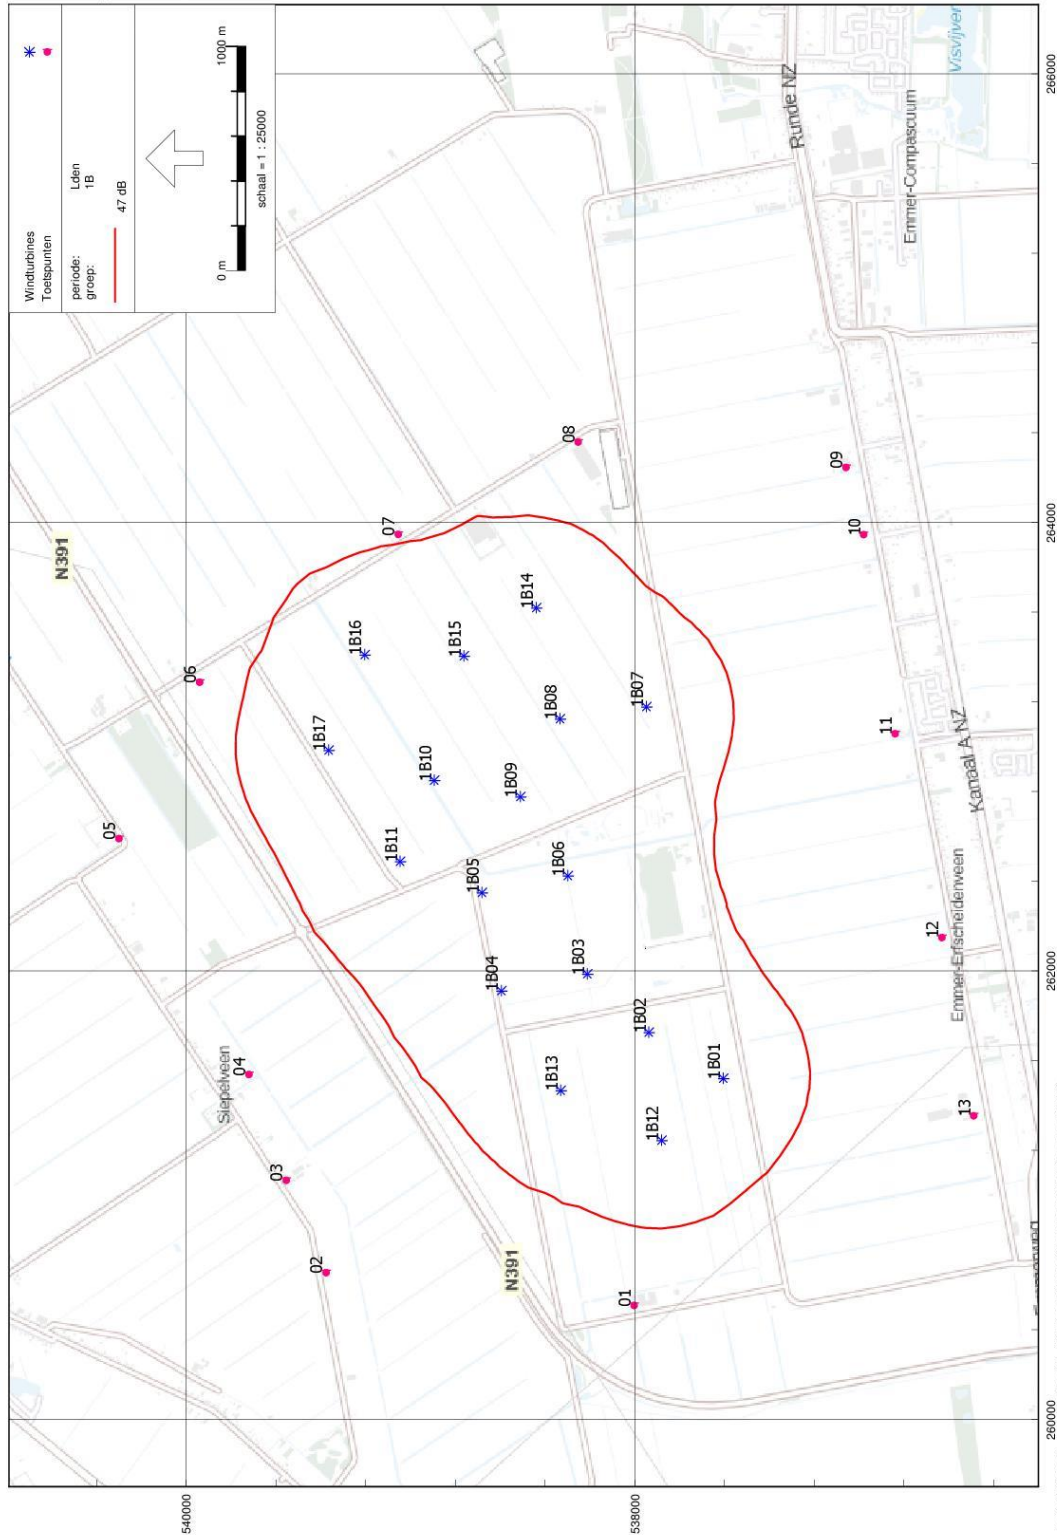 Windturbines
Toetspunten
periode: Lden
groep: 1B
47 dB
0 m 1000 m
schaal = 1 : 25000
N391
05
06
1B17
1B16
07
Siepelveen
04
03
02
1B11
1B10
1B15
08
1B05
1B09
1B08
1B14
1B04
1B06
1B07
N391
1B13
1B03
1B02
1B12
1B01
01
Runde NZ
Visvijver
Emmer-Compascuum
09
10
11
Kanaal A NZ
12
Emmer-Erfscheidenveen
13
540000
538000
260000
262000
264000
266000